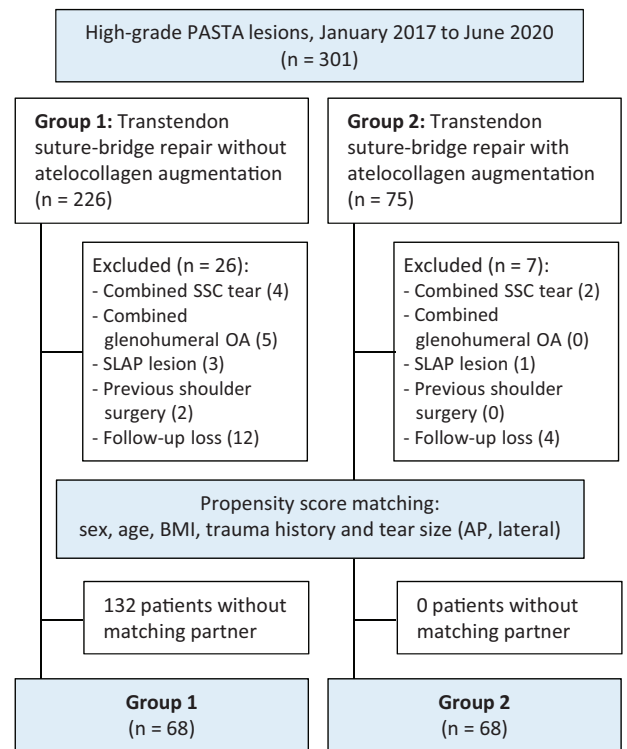 High-grade PASTA lesions, January 2017 to June 2020
(n = 301)
Group 1: Transtendon
suture-bridge repair without
atelocollagen augmentation
(n = 226)
Group 2: Transtendon
suture-bridge repair with
atelocollagen augmentation
(n = 75)
Excluded (n = 26):
- Combined SSC tear (4)
- Combined
glenohumeral OA (5)
- SLAP lesion (3)
- Previous shoulder
surgery (2)
- Follow-up loss (12)
Excluded (n = 7):
- Combined SSC tear (2)
- Combined
glenohumeral OA (0)
- SLAP lesion (1)
- Previous shoulder
surgery (0)
- Follow-up loss (4)
Propensity score matching:
sex, age, BMI, trauma history and tear size (AP, lateral)
132 patients without
matching partner
0 patients without
matching partner
Group 1
(n = 68)
Group 2
(n = 68)